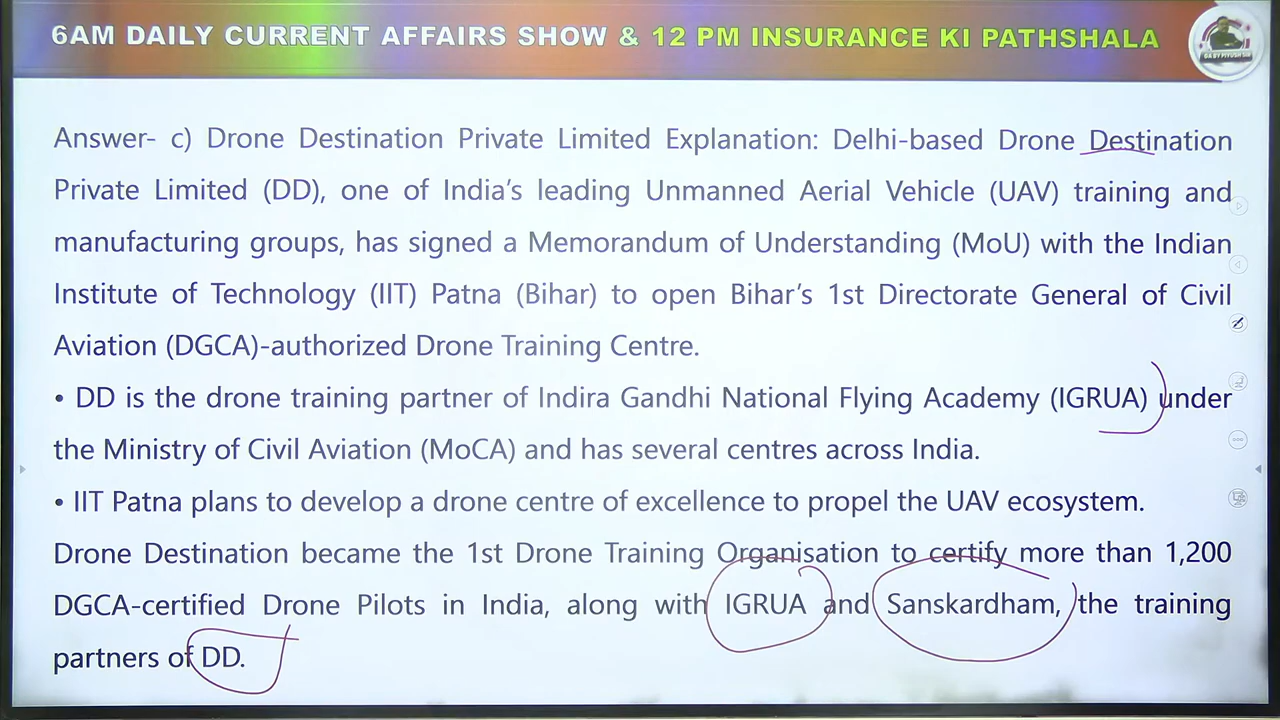 6AM DAILY CURRENT AFFAIRS SHOW & 12 PM INSURANCE KI PATHSHALA
GA BY PIYUSH SIR
Answer- c) Drone Destination Private Limited Explanation: Delhi-based Drone Destination
Private Limited (DD), one of India’s leading Unmanned Aerial Vehicle (UAV) training and
manufacturing groups, has signed a Memorandum of Understanding (MoU) with the Indian
Institute of Technology (IIT) Patna (Bihar) to open Bihar’s 1st Directorate General of Civil
Aviation (DGCA)-authorized Drone Training Centre.
• DD is the drone training partner of Indira Gandhi National Flying Academy (IGRUA) under
the Ministry of Civil Aviation (MoCA) and has several centres across India.
• IIT Patna plans to develop a drone centre of excellence to propel the UAV ecosystem.
Drone Destination became the 1st Drone Training Organisation to certify more than 1,200
DGCA-certified Drone Pilots in India, along with IGRUA and Sanskardham, the training
partners of DD.